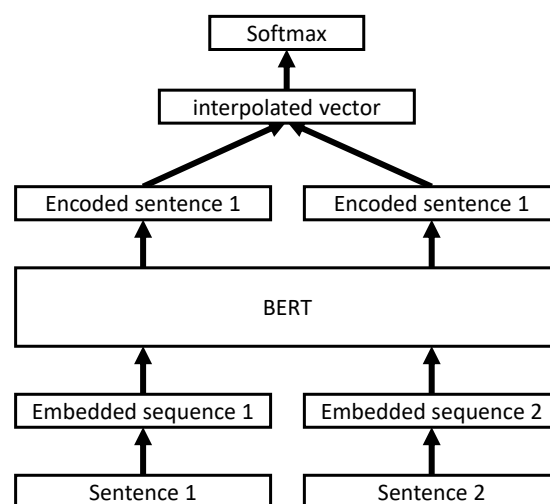 Softmax
interpolated vector
Encoded sentence 1
Encoded sentence 1
BERT
Embedded sequence 1
Embedded sequence 2
Sentence 1
Sentence 2